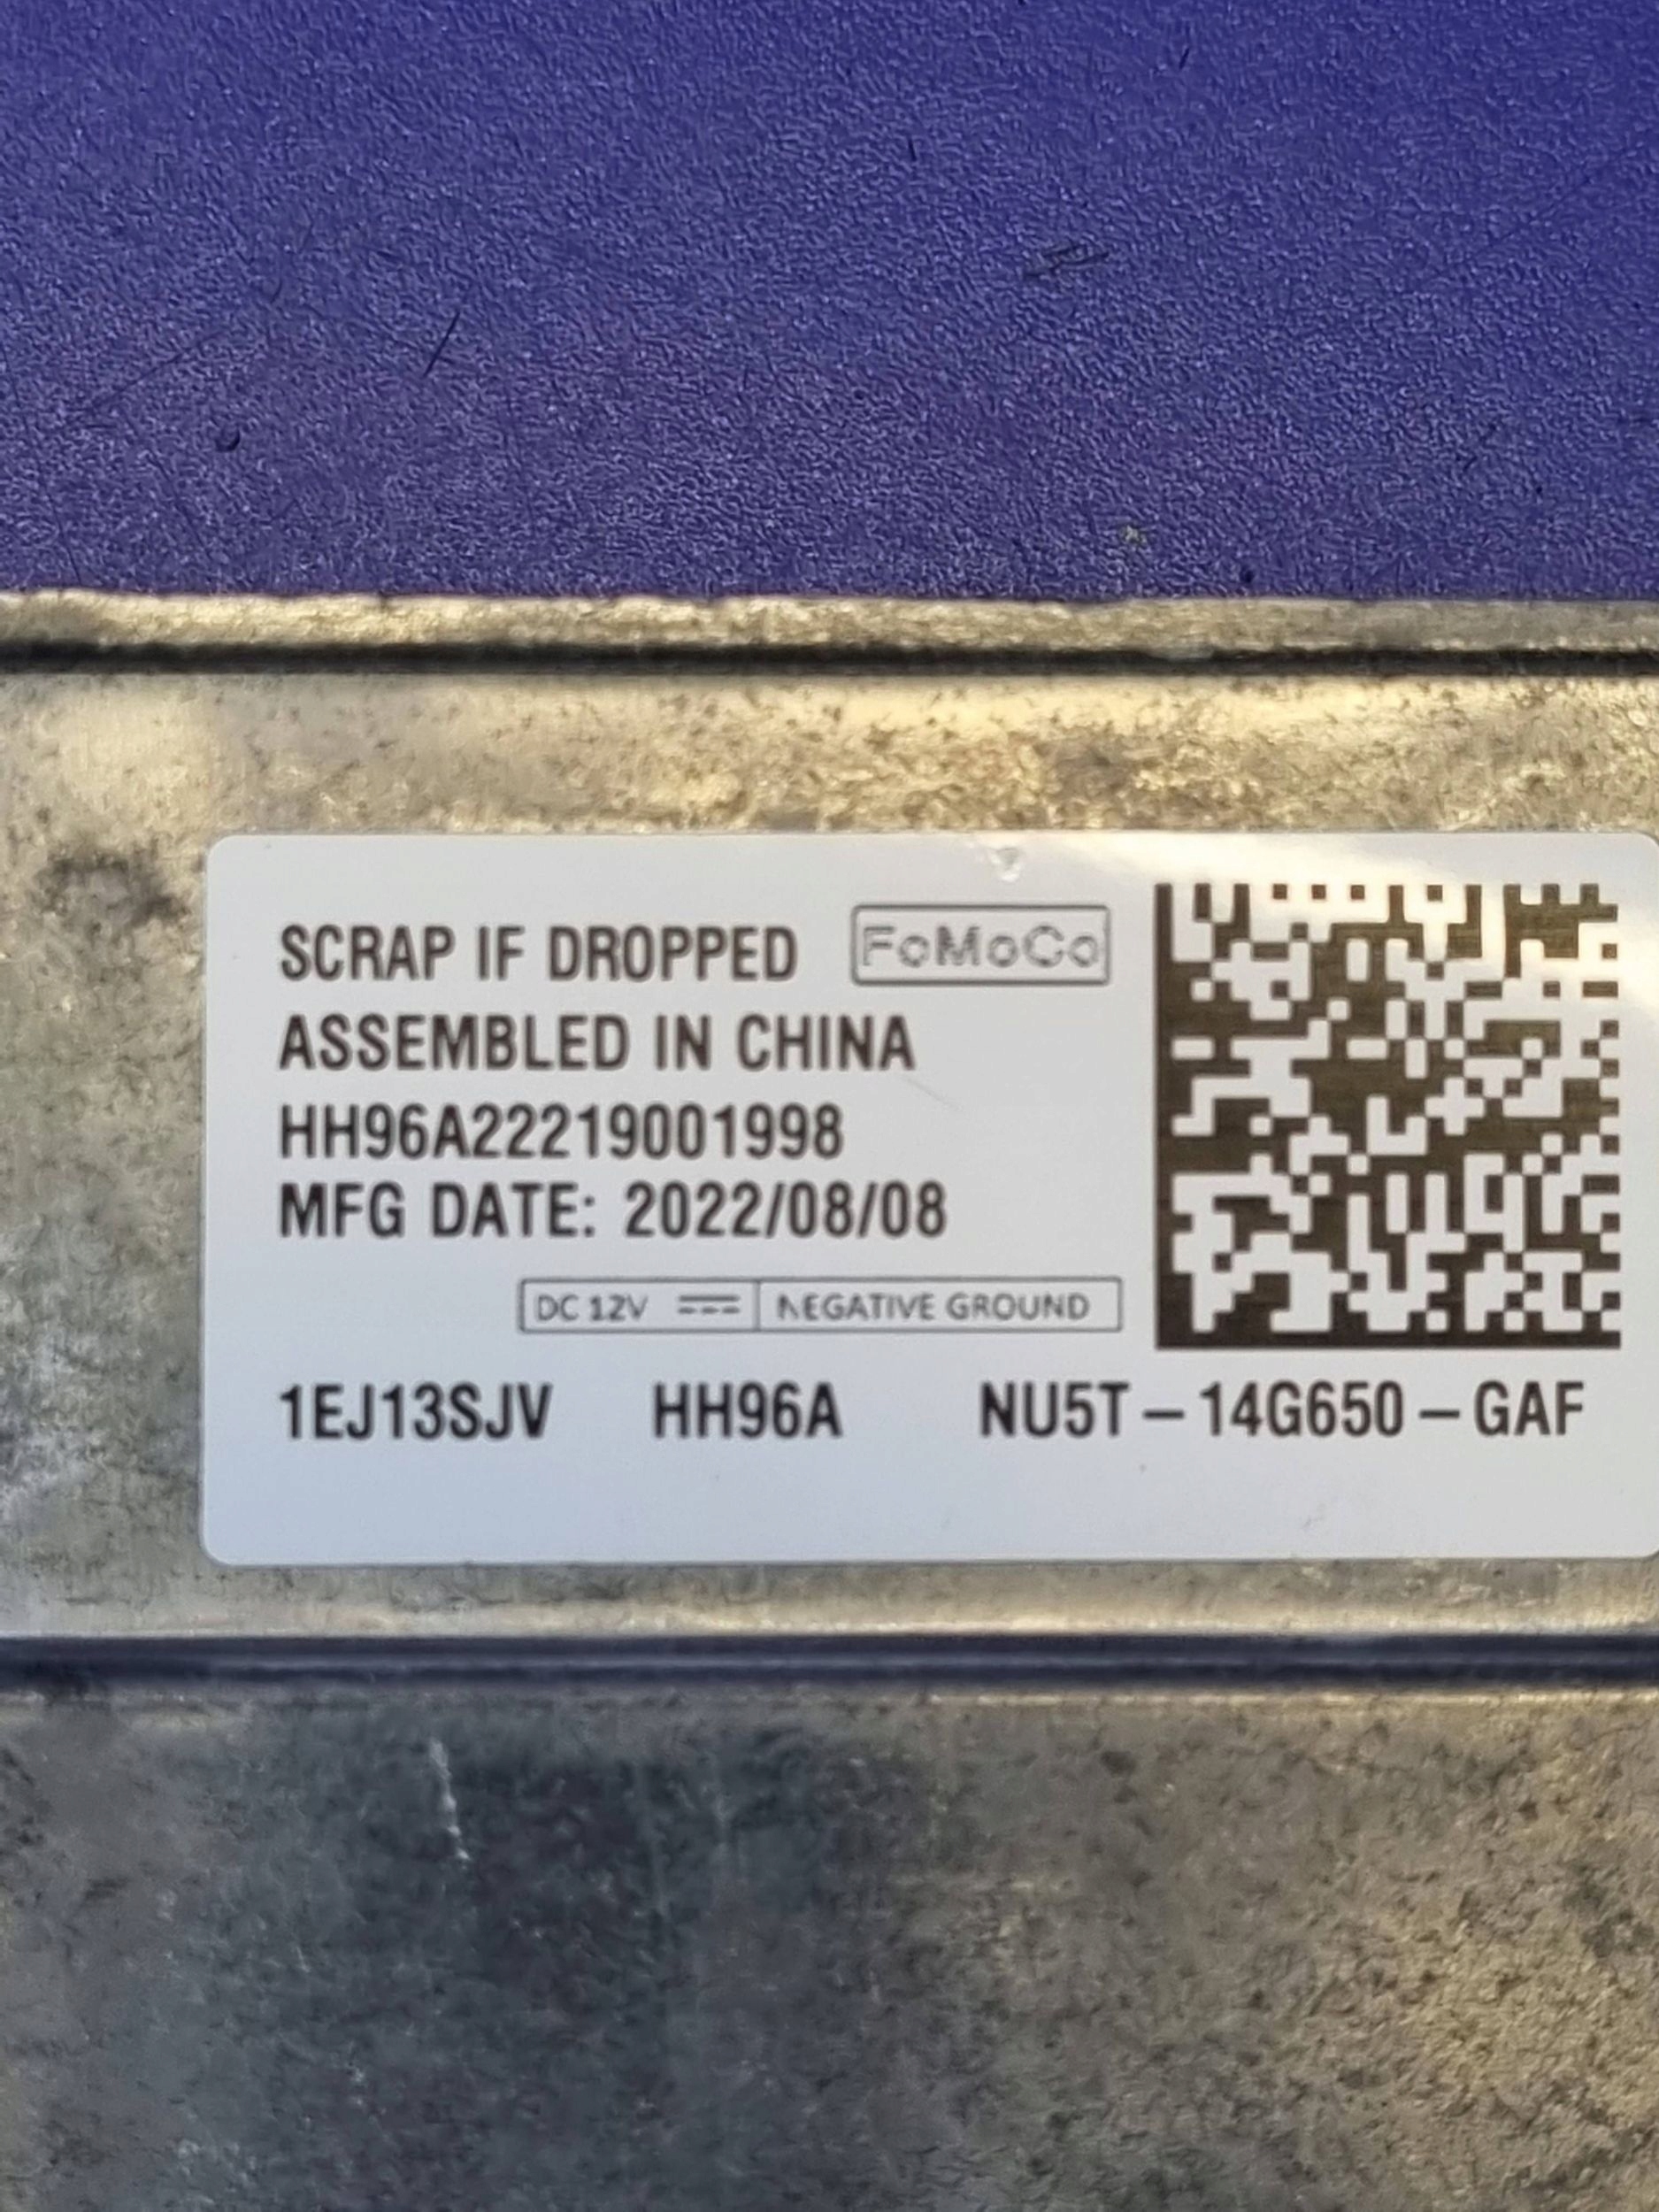 SCRAP IF DROPPED FoMoCo
ASSEMBLED IN CHINA
HH96A22219001998
MFG DATE: 2022/08/08
DC 12V NEGATIVE GROUND
1EJ13SJV HH96A NU5T-14G650-GAF